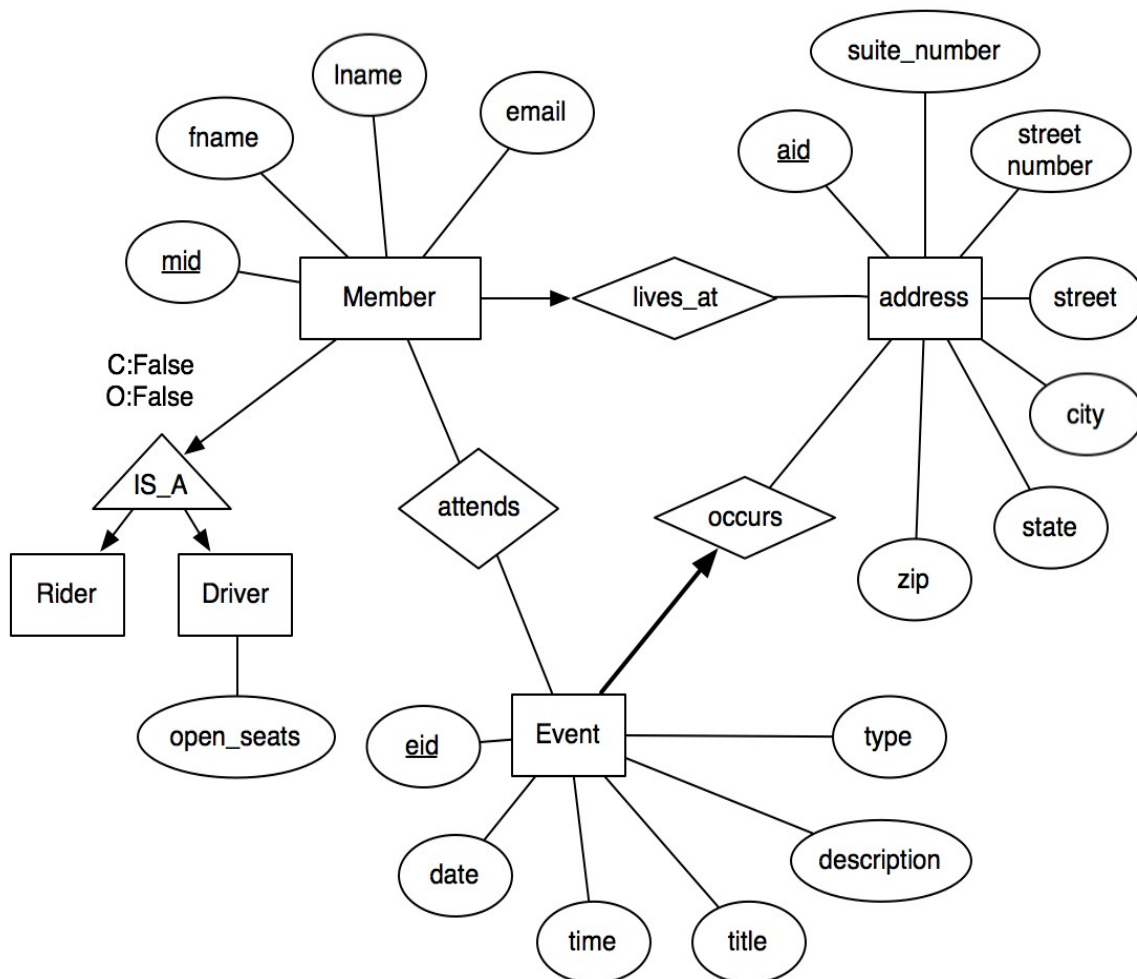 suite_number
lname
email
fname
aid
street
number
mid
Member
lives_at
address
street
C:False
O:False
city
IS_A
attends
occurs
state
zip
Rider
Driver
open_seats
eid
Event
type
date
description
time
title